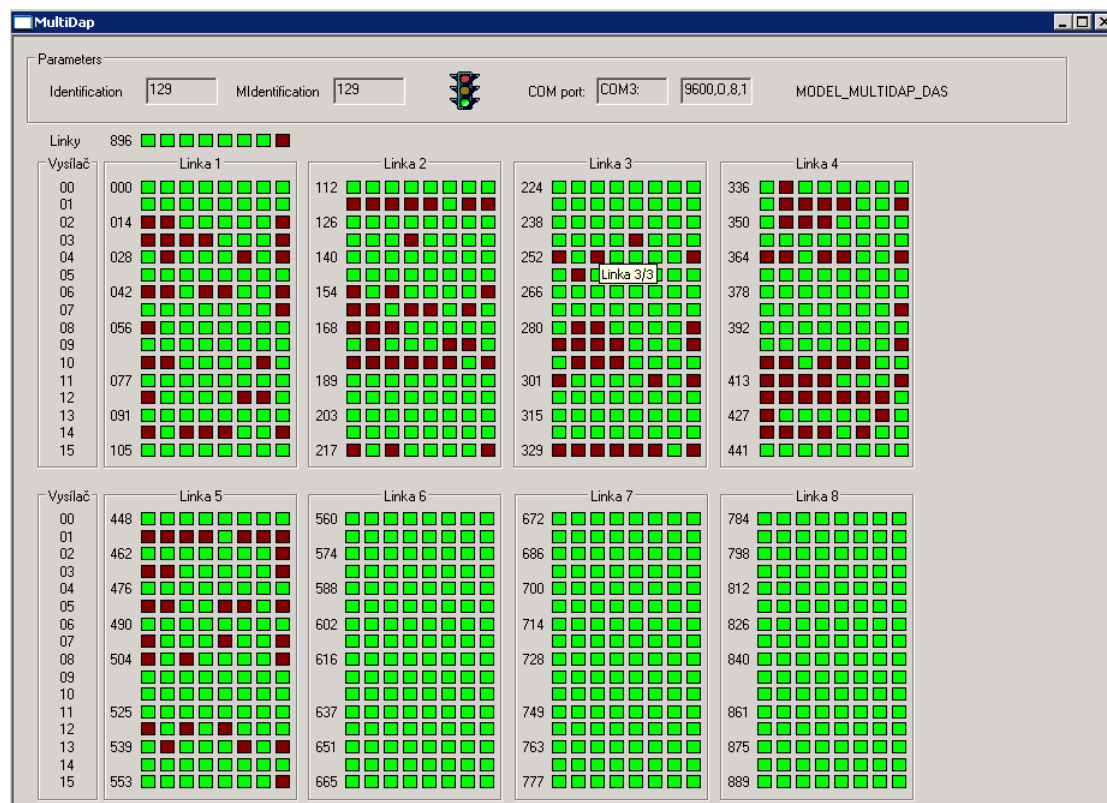 MultiDap
Parameters
Identification 129 MIdentification 129 COM port: COM3: 9600,O,8,1 MODEL_MULTIDAP_DAS
Linky 896
Vysílač Linka 1 Linka 2 Linka 3 Linka 4
00 000 112 224 336
01
02 014 126 238 350
03
04 028 140 252 364
05 Linka 3/3
06 042 154 266 378
07
08 056 168 280 392
09
10
11 077 189 301 413
12
13 091 203 315 427
14
15 105 217 329 441
Vysílač Linka 5 Linka 6 Linka 7 Linka 8
00 448 560 672 784
01
02 462 574 686 798
03
04 476 588 700 812
05
06 490 602 714 826
07
08 504 616 728 840
09
10
11 525 637 749 861
12
13 539 651 763 875
14
15 553 665 777 889